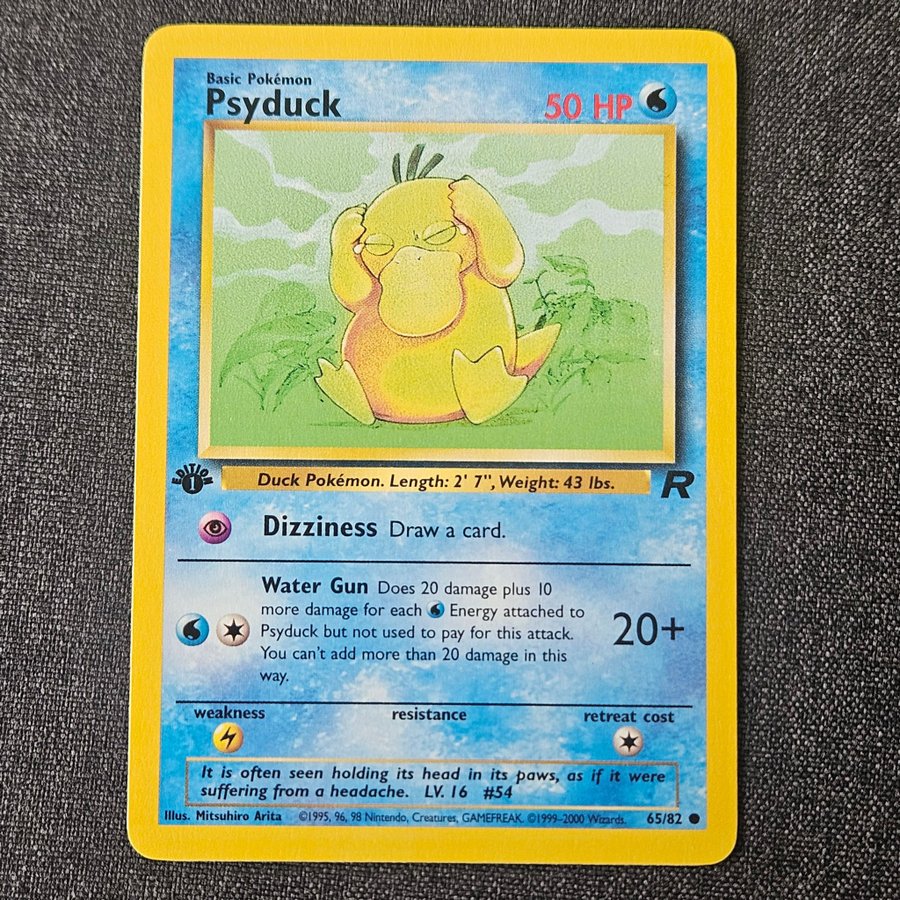 Basic Pokémon
Psyduck
50 HP
EDITION
1
Duck Pokémon. Length: 2' 7", Weight: 43 lbs.
R
Dizziness Draw a card.
Water Gun Does 20 damage plus 10
more damage for each Energy attached to
Psyduck but not used to pay for this attack.
You can't add more than 20 damage in this
way.
20+
weakness resistance retreat cost
It is often seen holding its head in its paws, as if it were
suffering from a headache. LV. 16 #54
Illus. Mitsuhiro Arita ©1995, 96, 98 Nintendo, Creatures, GAMEFREAK. ©1999-2000 Wizards. 65/82